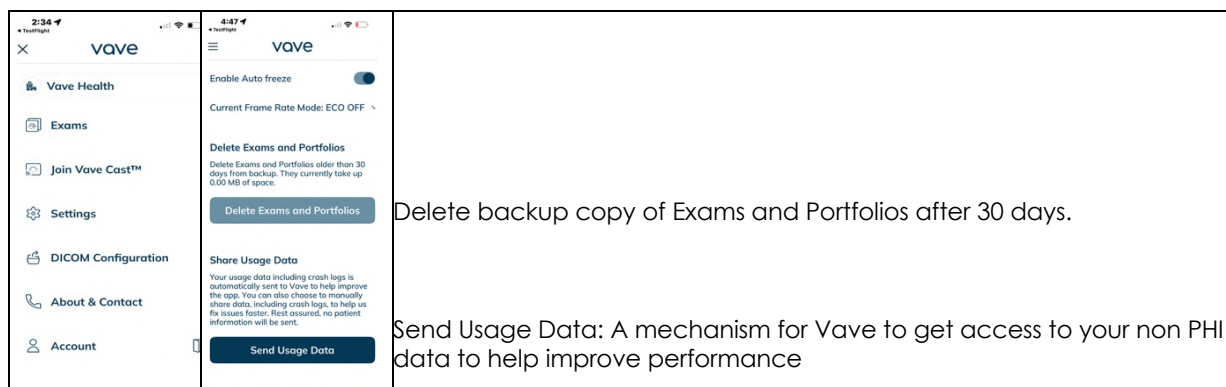 2:34
TestFlight
vave
Vave Health
Exams
Join Vave Cast™
Settings
DICOM Configuration
About & Contact
Account
4:47
TestFlight
vave
Enable Auto freeze
Current Frame Rate Mode: ECO OFF
Delete Exams and Portfolios
Delete Exams and Portfolios older than 30
days from backup. They currently take up
0.00 MB of space.
Delete Exams and Portfolios
Share Usage Data
Your usage data including crash logs is
automatically sent to Vave to help improve
the app. You can also choose to manually
share data, including crash logs, to help us
fix issues faster. Rest assured, no patient
information will be sent.
Send Usage Data
Delete backup copy of Exams and Portfolios after 30 days.
Send Usage Data: A mechanism for Vave to get access to your non PHI
data to help improve performance